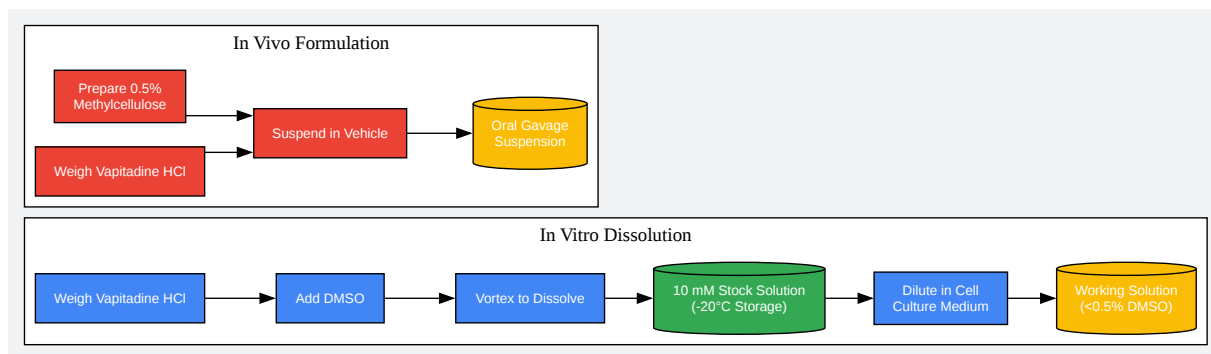 In Vivo Formulation
Prepare 0.5%
Methylcellulose
Weigh Vapitadine HCl
Suspend in Vehicle
Oral Gavage
Suspension
In Vitro Dissolution
Weigh Vapitadine HCl
Add DMSO
Vortex to Dissolve
10 mM Stock Solution
(-20°C Storage)
Dilute in Cell
Culture Medium
Working Solution
(<0.5% DMSO)